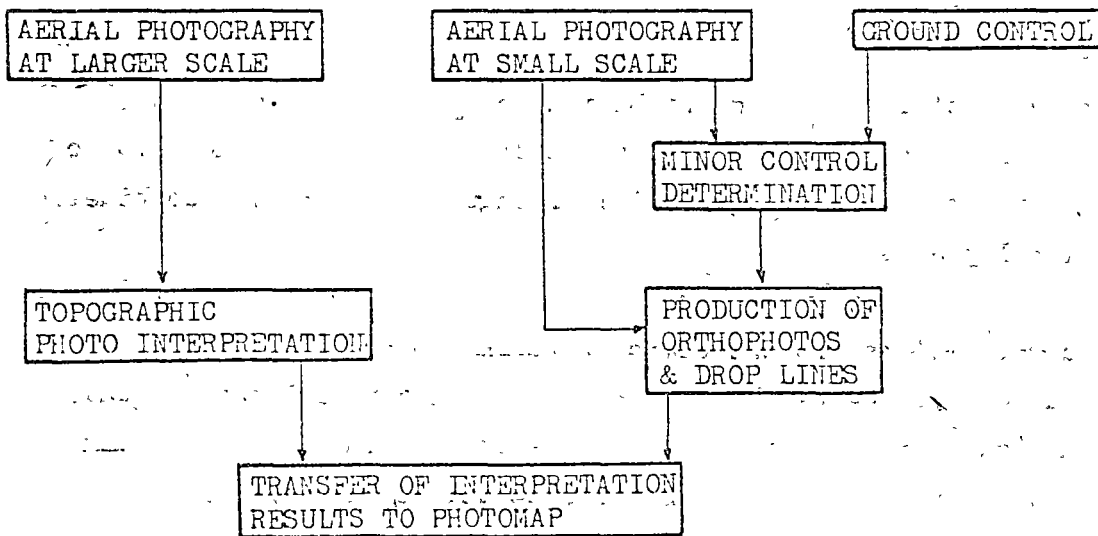 AERIAL PHOTOGRAPHY
AT LARGER SCALE
AERIAL PHOTOGRAPHY
AT SMALL SCALE
GROUND CONTROL
MINOR CONTROL
DETERMINATION
TOPOGRAPHIC
PHOTO INTERPRETATION
PRODUCTION OF
ORTHOPHOTOS
& DROP LINES
TRANSFER OF INTERPRETATION
RESULTS TO PHOTOMAP